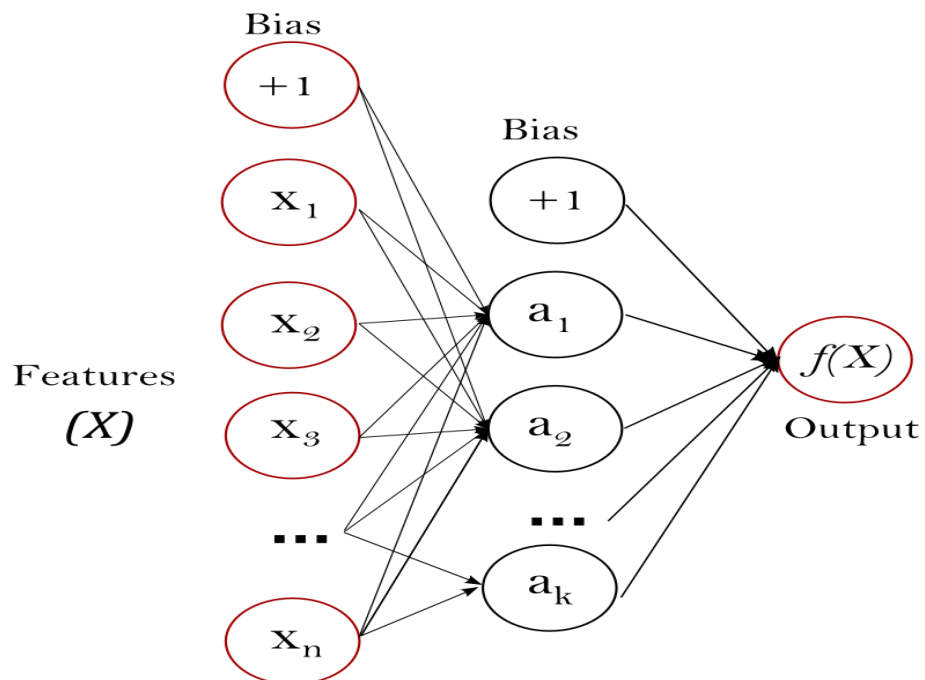 Bias
+1
x₁
x₂
x₃
...
xₙ
Features
(X)
Bias
+1
a₁
a₂
...
aₖ
f(X)
Output